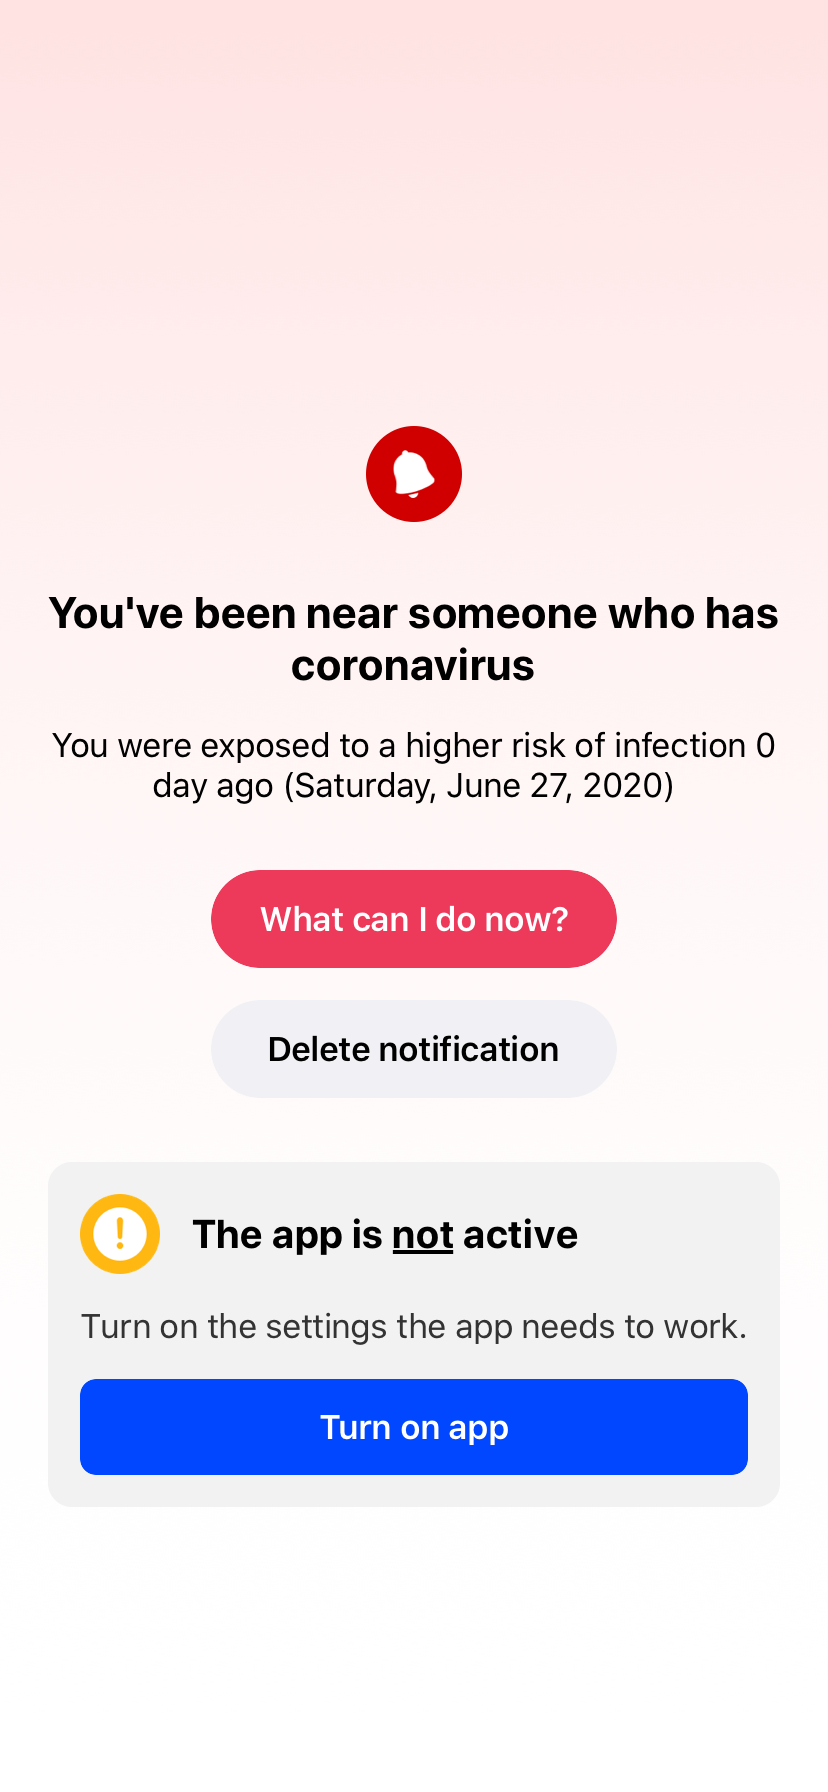 You've been near someone who has
coronavirus
You were exposed to a higher risk of infection 0
day ago (Saturday, June 27, 2020)
What can I do now?
Delete notification
The app is not active
Turn on the settings the app needs to work.
Turn on app